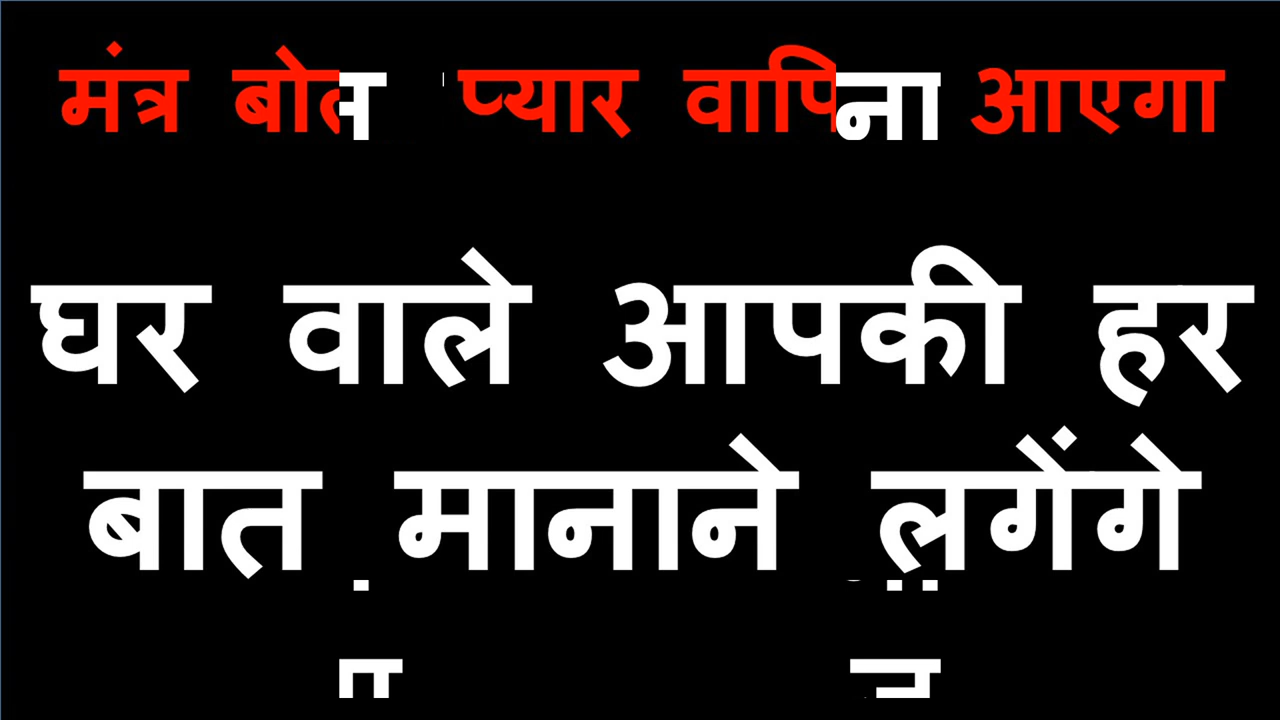 मंत्र प्यार आएगा
घर वाले आपकी हर
बात मानाने लगेंगे